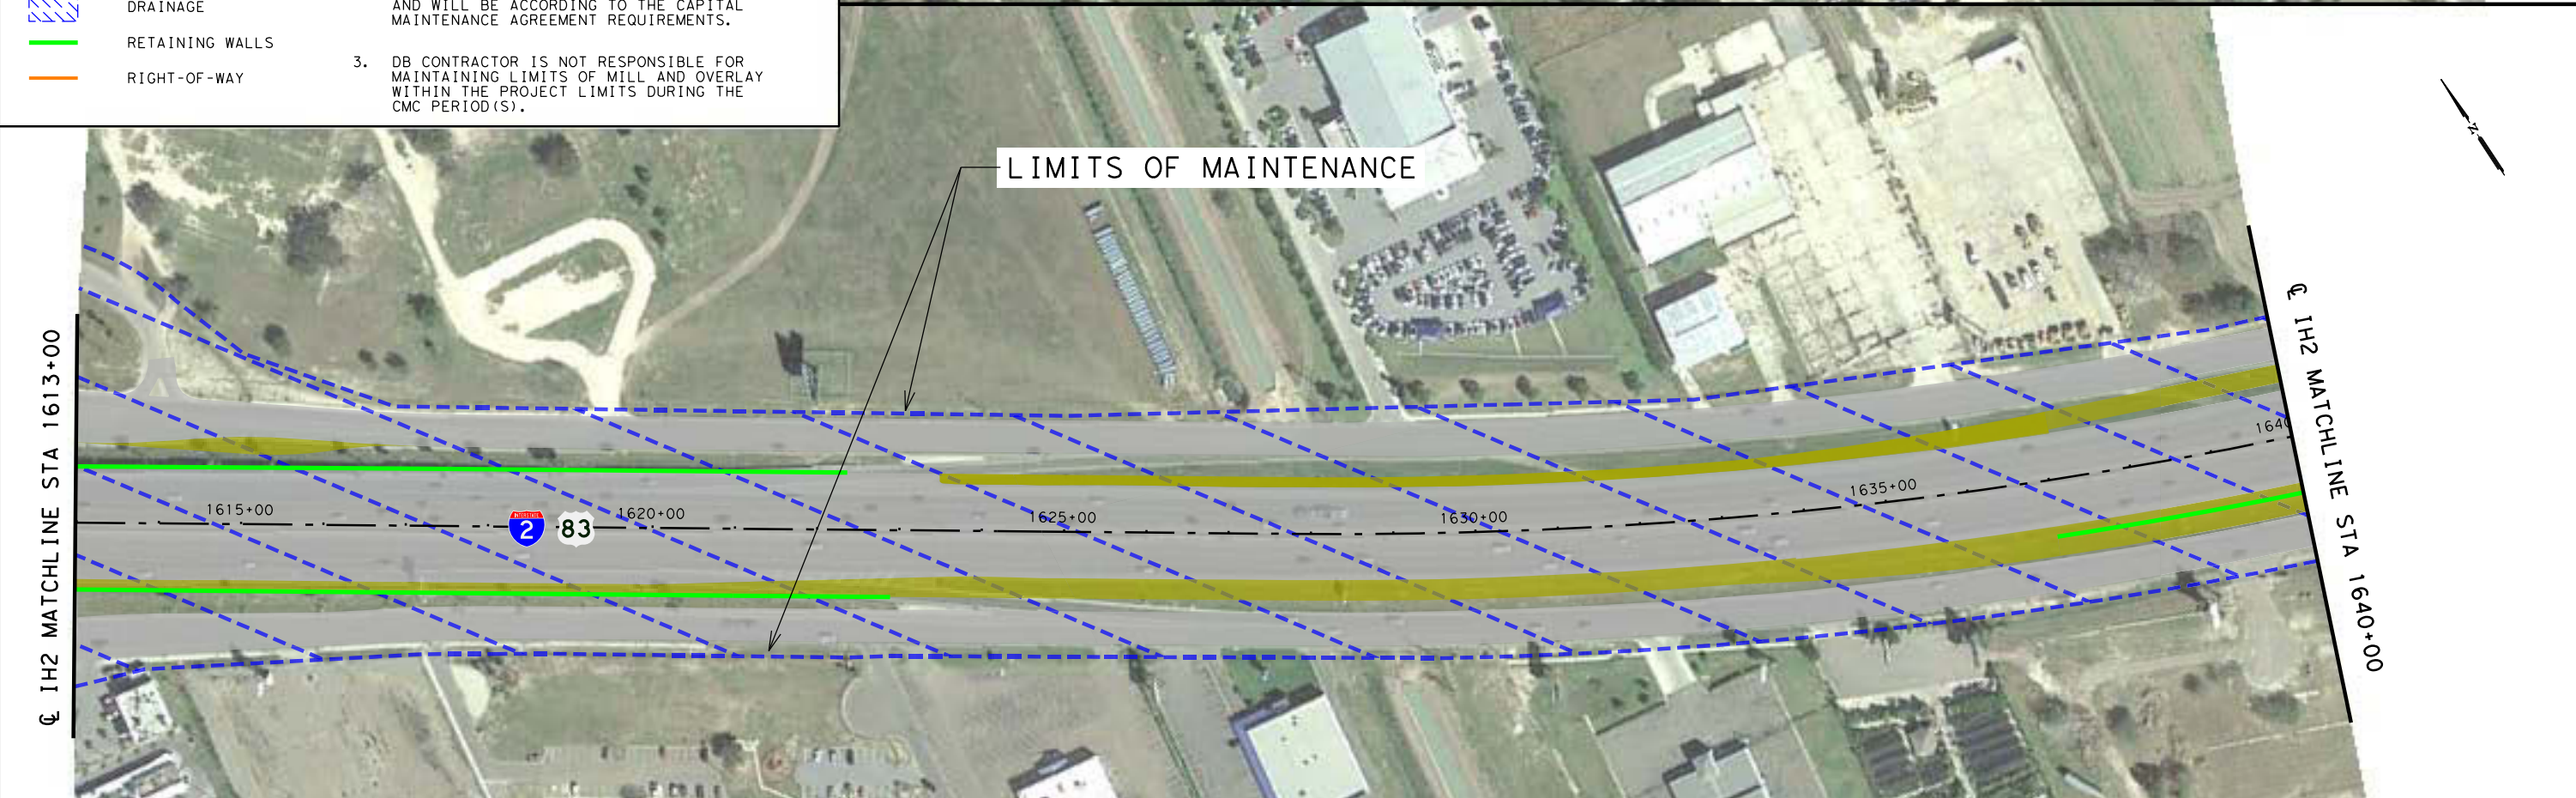 DRAINAGE
RETAINING WALLS
RIGHT-OF-WAY
AND WILL BE ACCORDING TO THE CAPITAL
MAINTENANCE AGREEMENT REQUIREMENTS.
3. DB CONTRACTOR IS NOT RESPONSIBLE FOR
MAINTAINING LIMITS OF MILL AND OVERLAY
WITHIN THE PROJECT LIMITS DURING THE
CMC PERIOD(S).
LIMITS OF MAINTENANCE
N
℄ IH2 MATCHLINE STA 1613+00
1615+00
INTERSTATE
2
83
1620+00
1625+00
1630+00
1635+00
1640
℄ IH2 MATCHLINE STA 1640+00